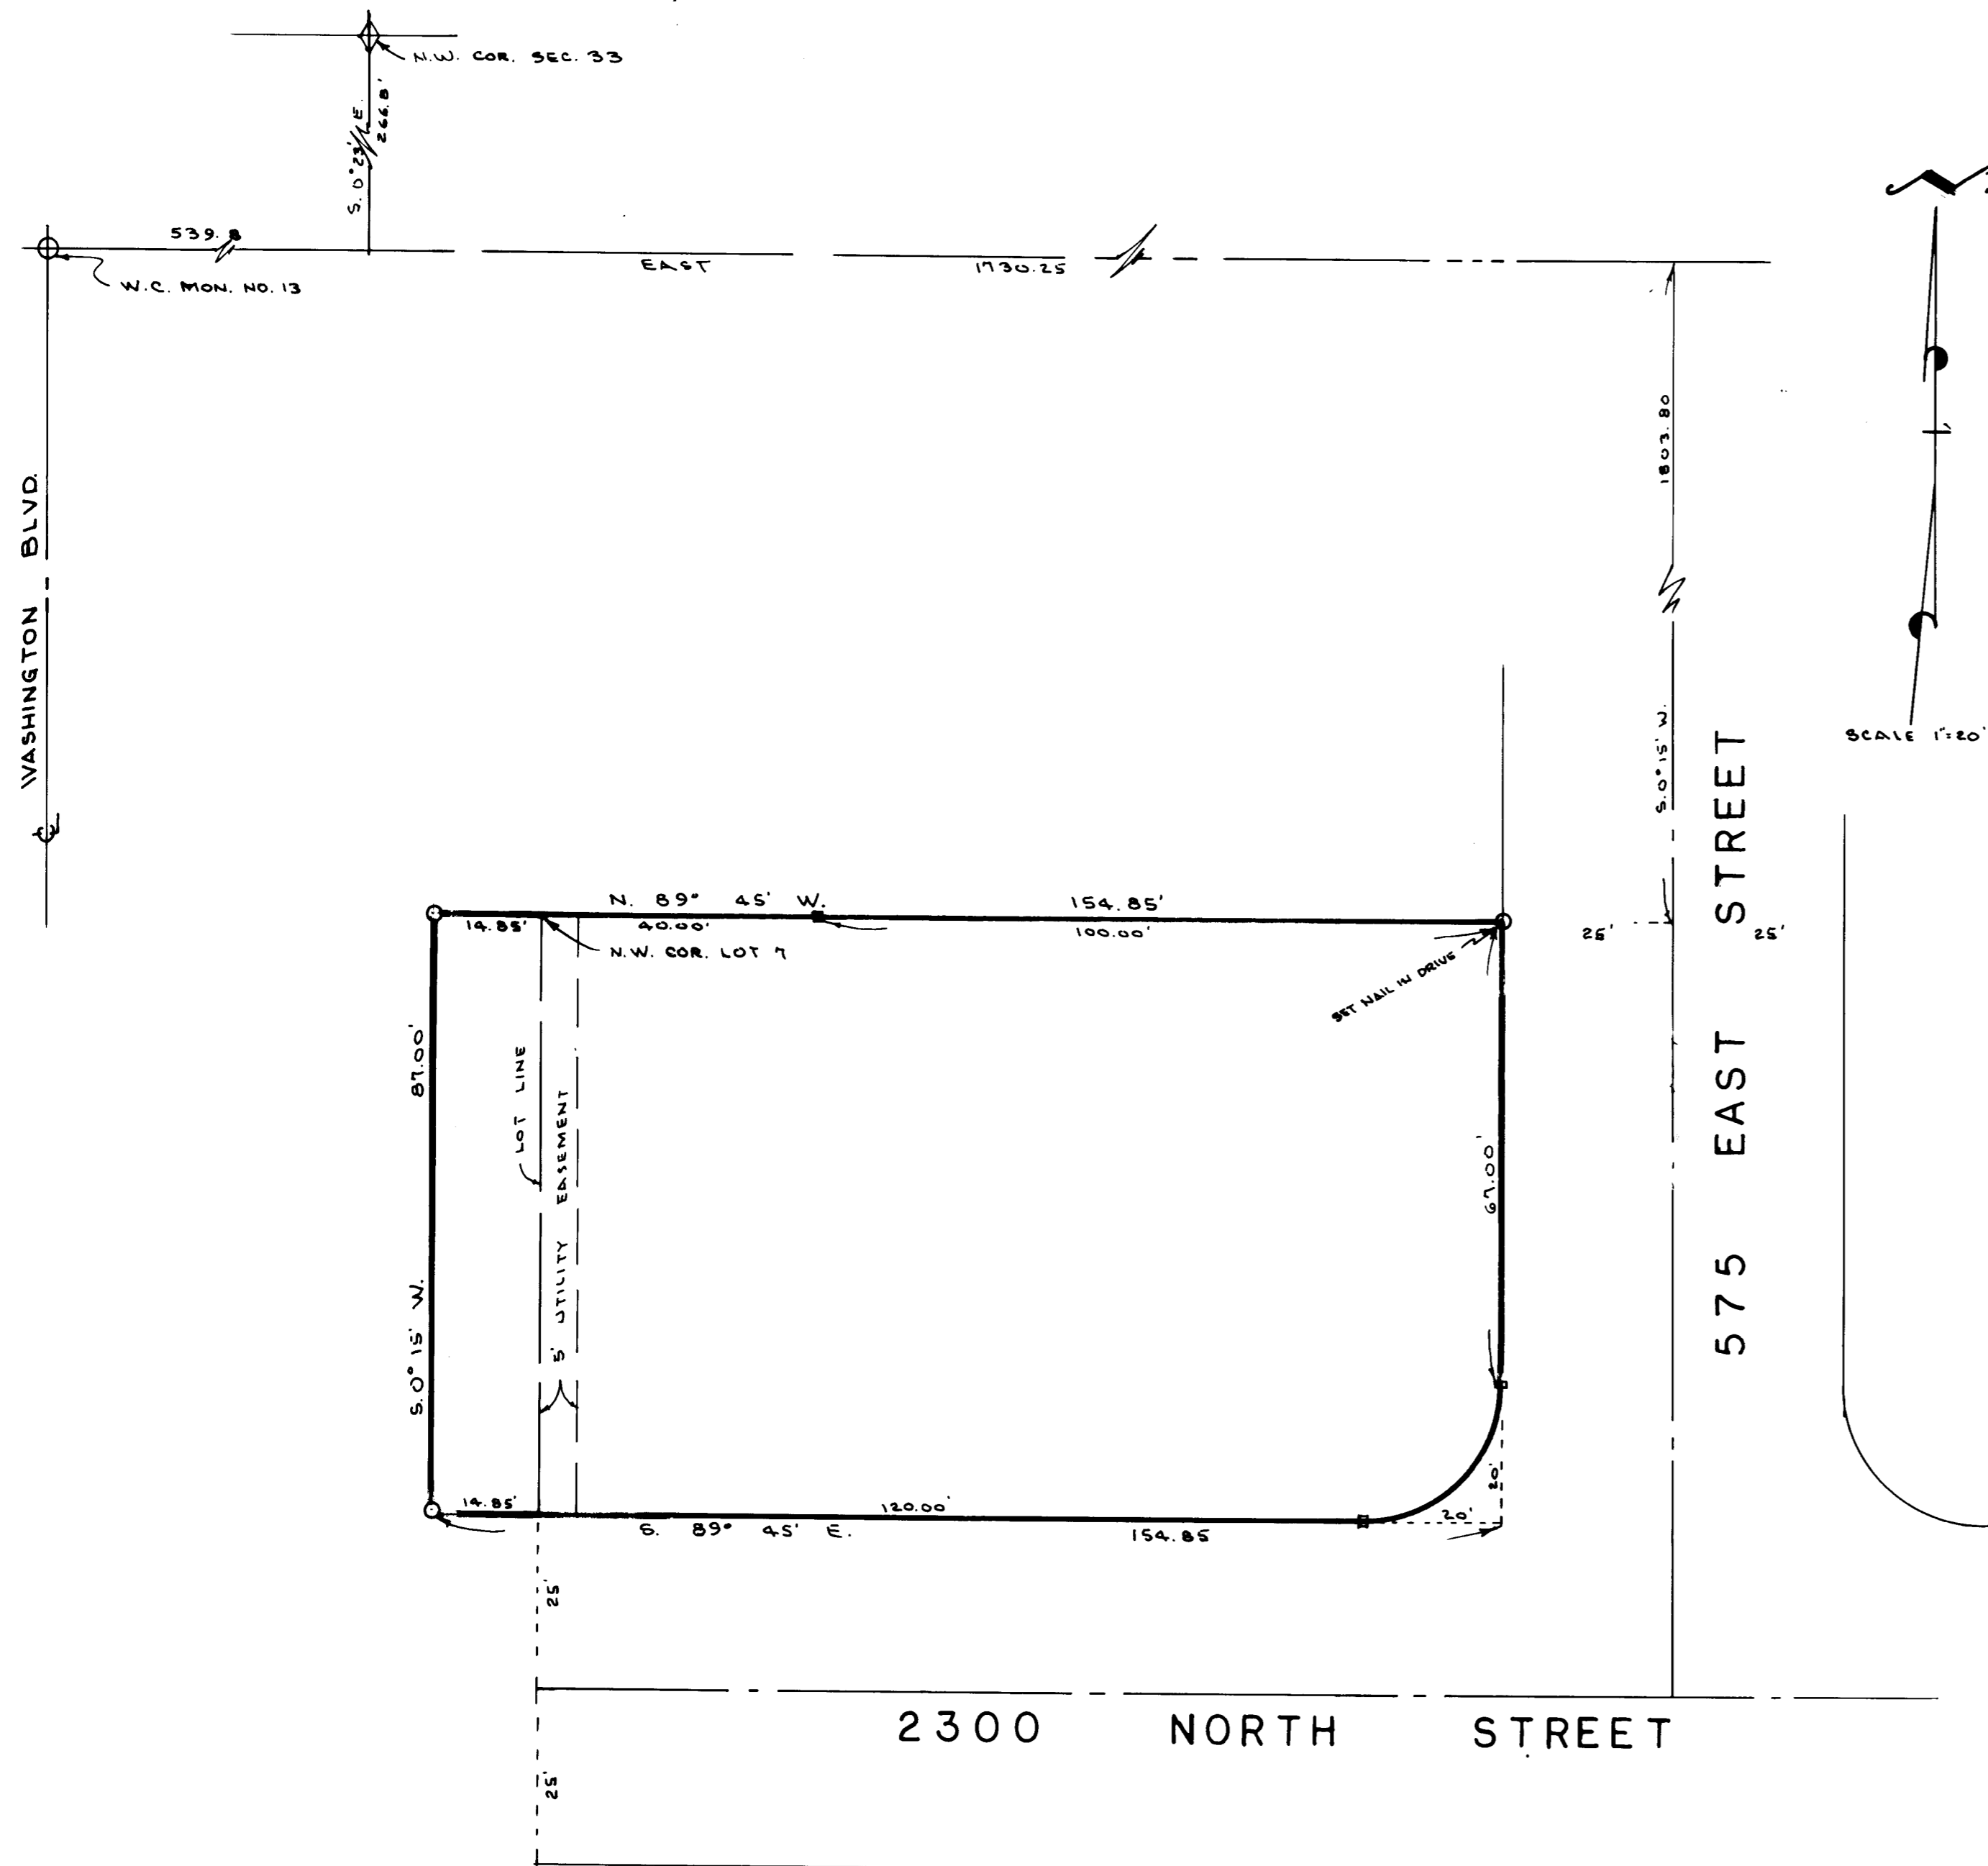 N.W. COR. SEC. 33
S. 0° 23' E.
266.8'
539.8
W.C. MON. NO. 13
EAST
1730.25
WASHINGTON BLVD.
1803.80
S. 0° 15' W.
SCALE 1"=20'
N. 89° 45' W.
154.85'
14.85'
40.00'
100.00'
N.W. COR. LOT 7
SET NAIL IN DRIVE
25'
25'
87.00'
S. 0° 15' W.
LOT LINE
5' UTILITY EASEMENT
67.00'
575 EAST STREET
14.85'
120.00'
20'
20'
S. 89° 45' E.
154.85
25'
2300 NORTH STREET
25'